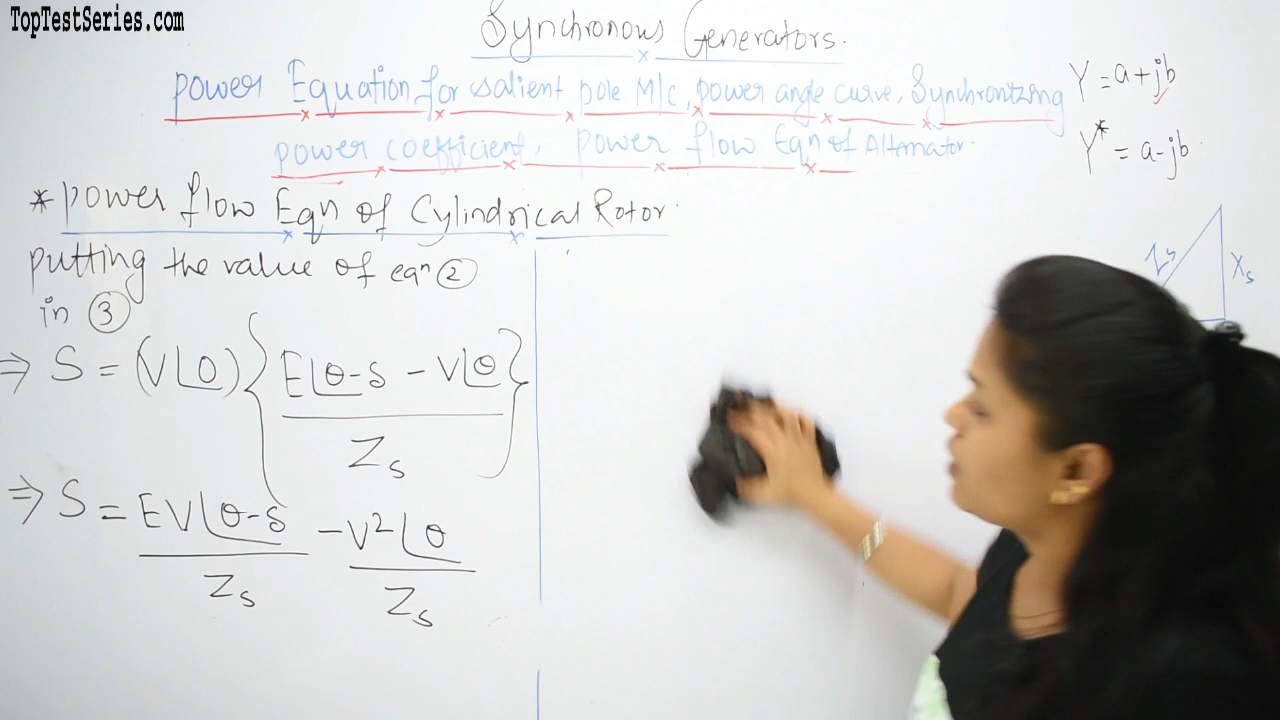 TopTestSeries.com
Synchronous Generators.
Power Equation for salient pole M/c, power angle curve, Synchronizing
power coefficient, power flow Eqn of Alternator.
Y = a+jb
Y* = a-jb
* Power flow Eqn of Cylindrical Rotor.
putting the value of eqn ②
in ③
Zs
Xs
⇒ S = (V∠0) { E∠θ-δ - V∠θ / Zs }
⇒ S = EV∠θ-δ / Zs - V²∠θ / Zs